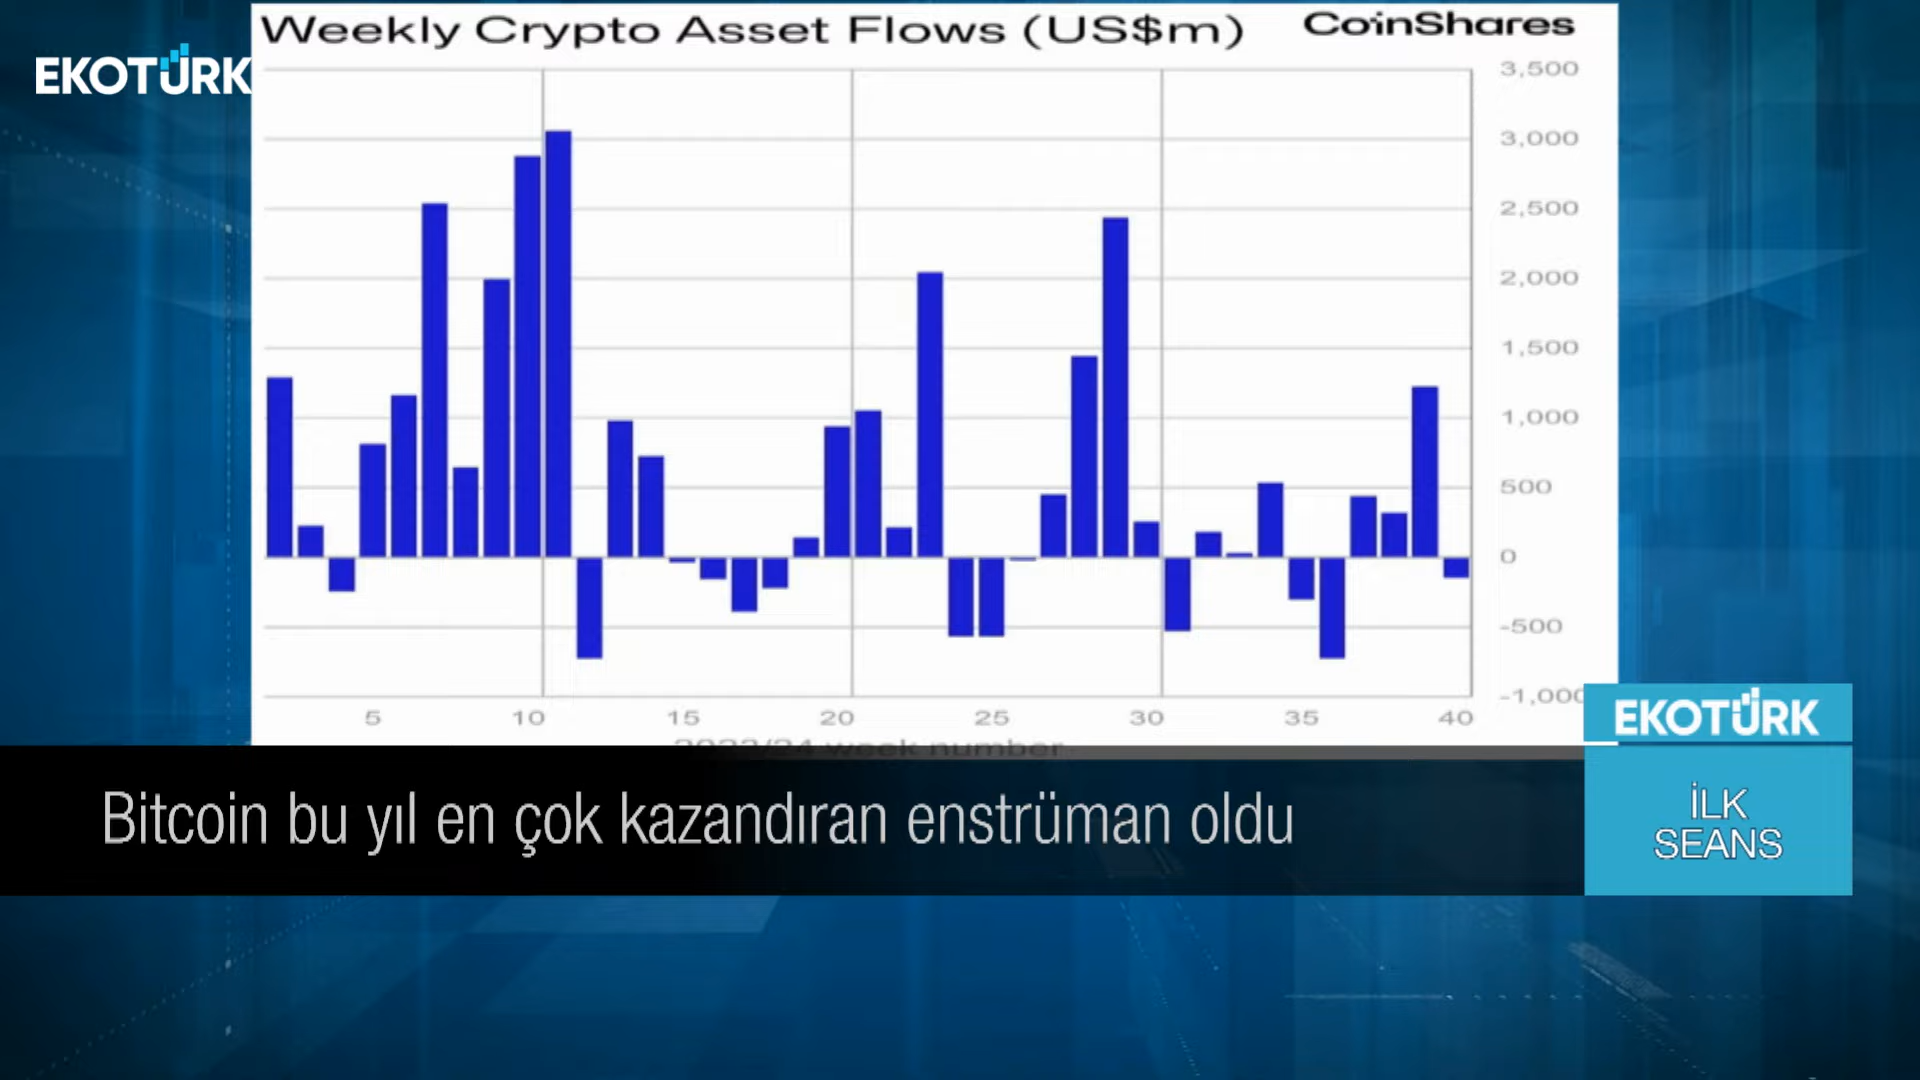 EKOTÜRK
Weekly Crypto Asset Flows (US$m)
CoinShares
3,500
3,000
2,500
2,000
1,500
1,000
500
0
-500
-1,000
5 10 15 20 25 30 35 40
week number
EKOTÜRK
Bitcoin bu yıl en çok kazandıran enstrüman oldu
İLK
SEANS